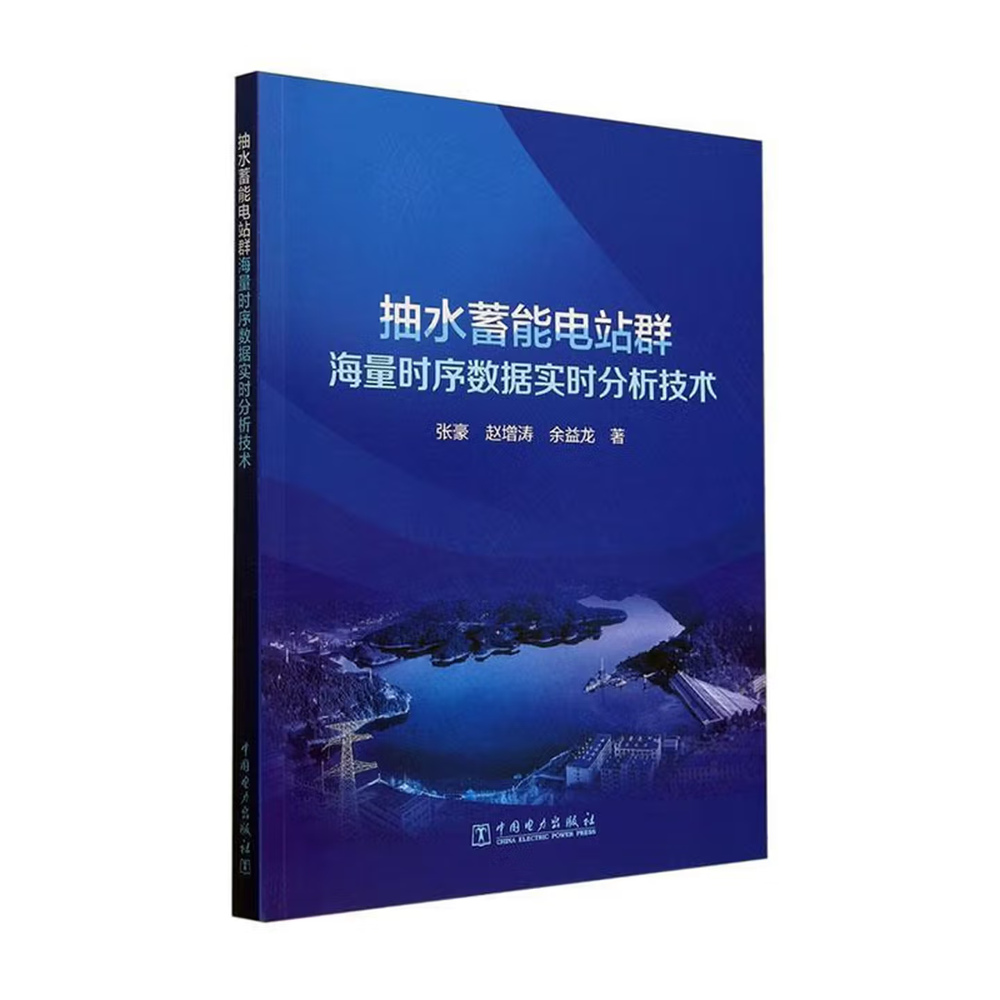 抽水蓄能电站群海量时序数据实时分析技术
中国电力出版社
抽水蓄能电站群
海量时序数据实时分析技术
张豪 赵增涛 余益龙 著
中国电力出版社
CHINA ELECTRIC POWER PRESS